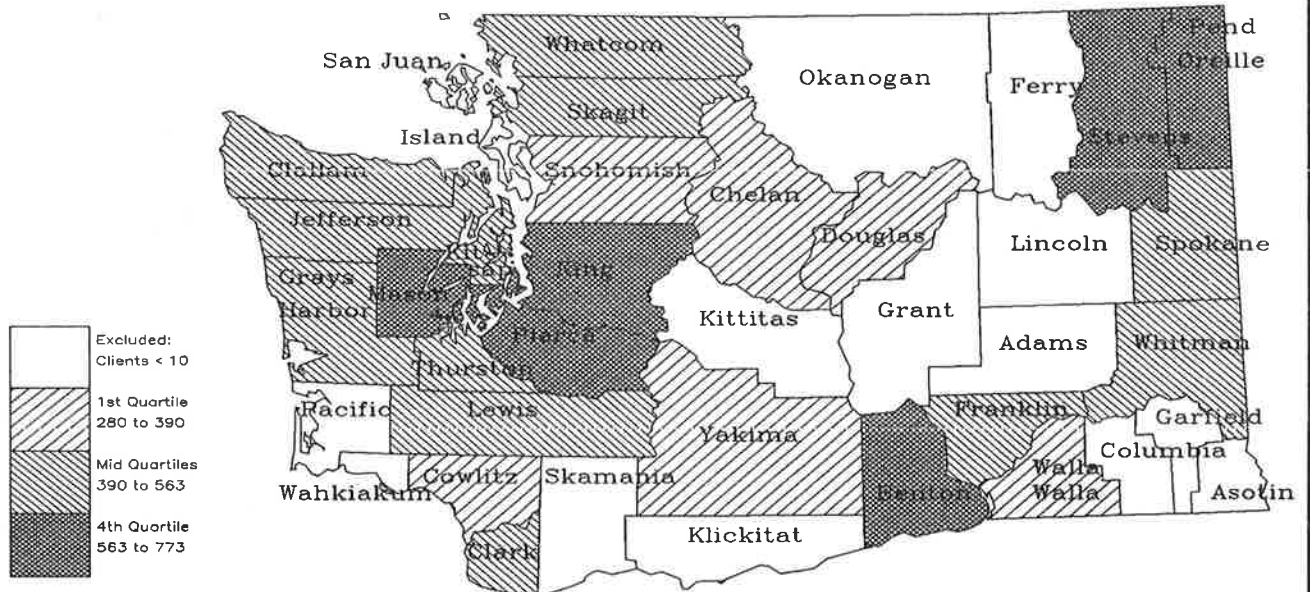 Whatcom
San Juan
Okanogan
Ferry
Pend
Oreille
Skagit
Island
Stevens
Snohomish
Clallam
Chelan
Jefferson
Douglas
Lincoln
Spokane
Kit
sap
King
Grays
Harbor
Mason
Kittitas
Grant
Pierce
Adams
Whitman
Thurston
Pacific
Lewis
Franklin
Garfield
Yakima
Columbia
Wahkiakum
Cowlitz
Skamania
Walla
Walla
Benton
Asotin
Klickitat
Clark
Excluded:
Clients < 10
1st Quartile
280 to 390
Mid Quartiles
390 to 563
4th Quartile
563 to 773